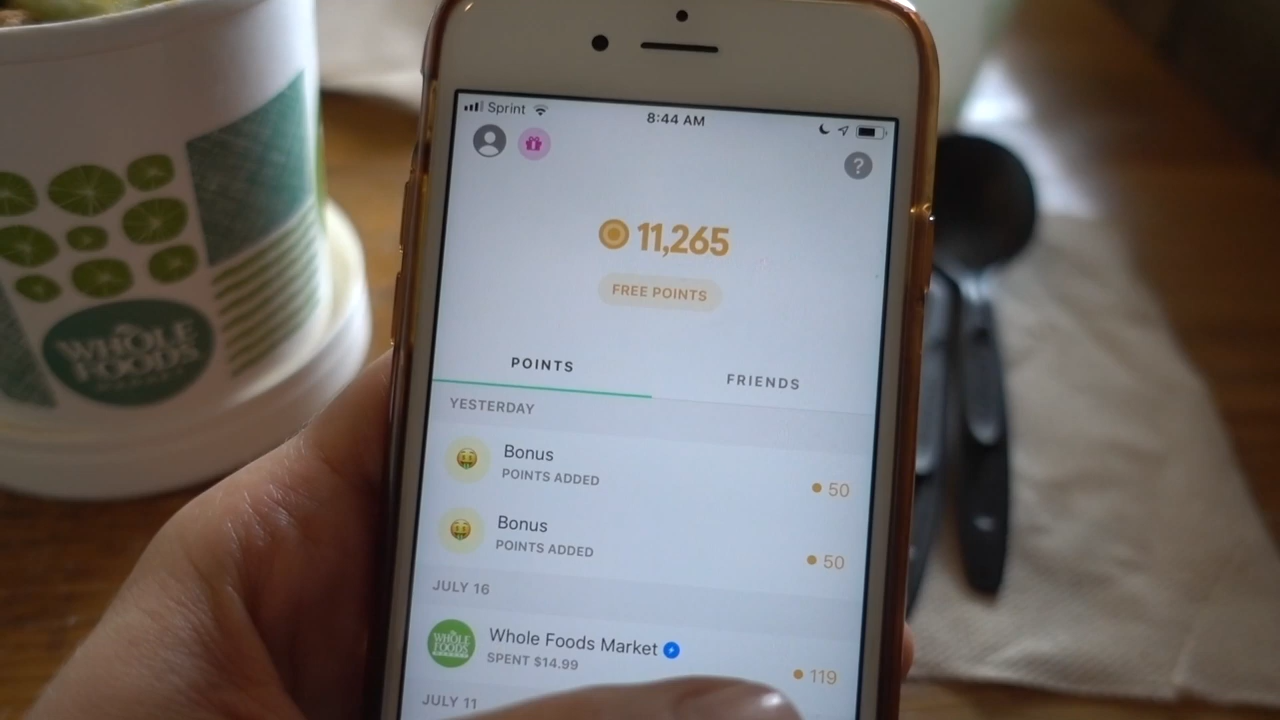 Sprint
8:44 AM
?
11,265
FREE POINTS
POINTS
FRIENDS
YESTERDAY
Bonus
POINTS ADDED
50
Bonus
POINTS ADDED
50
JULY 16
WHOLE
FOODS
Whole Foods Market
SPENT $14.99
119
JULY 11
WHOLE
FOODS